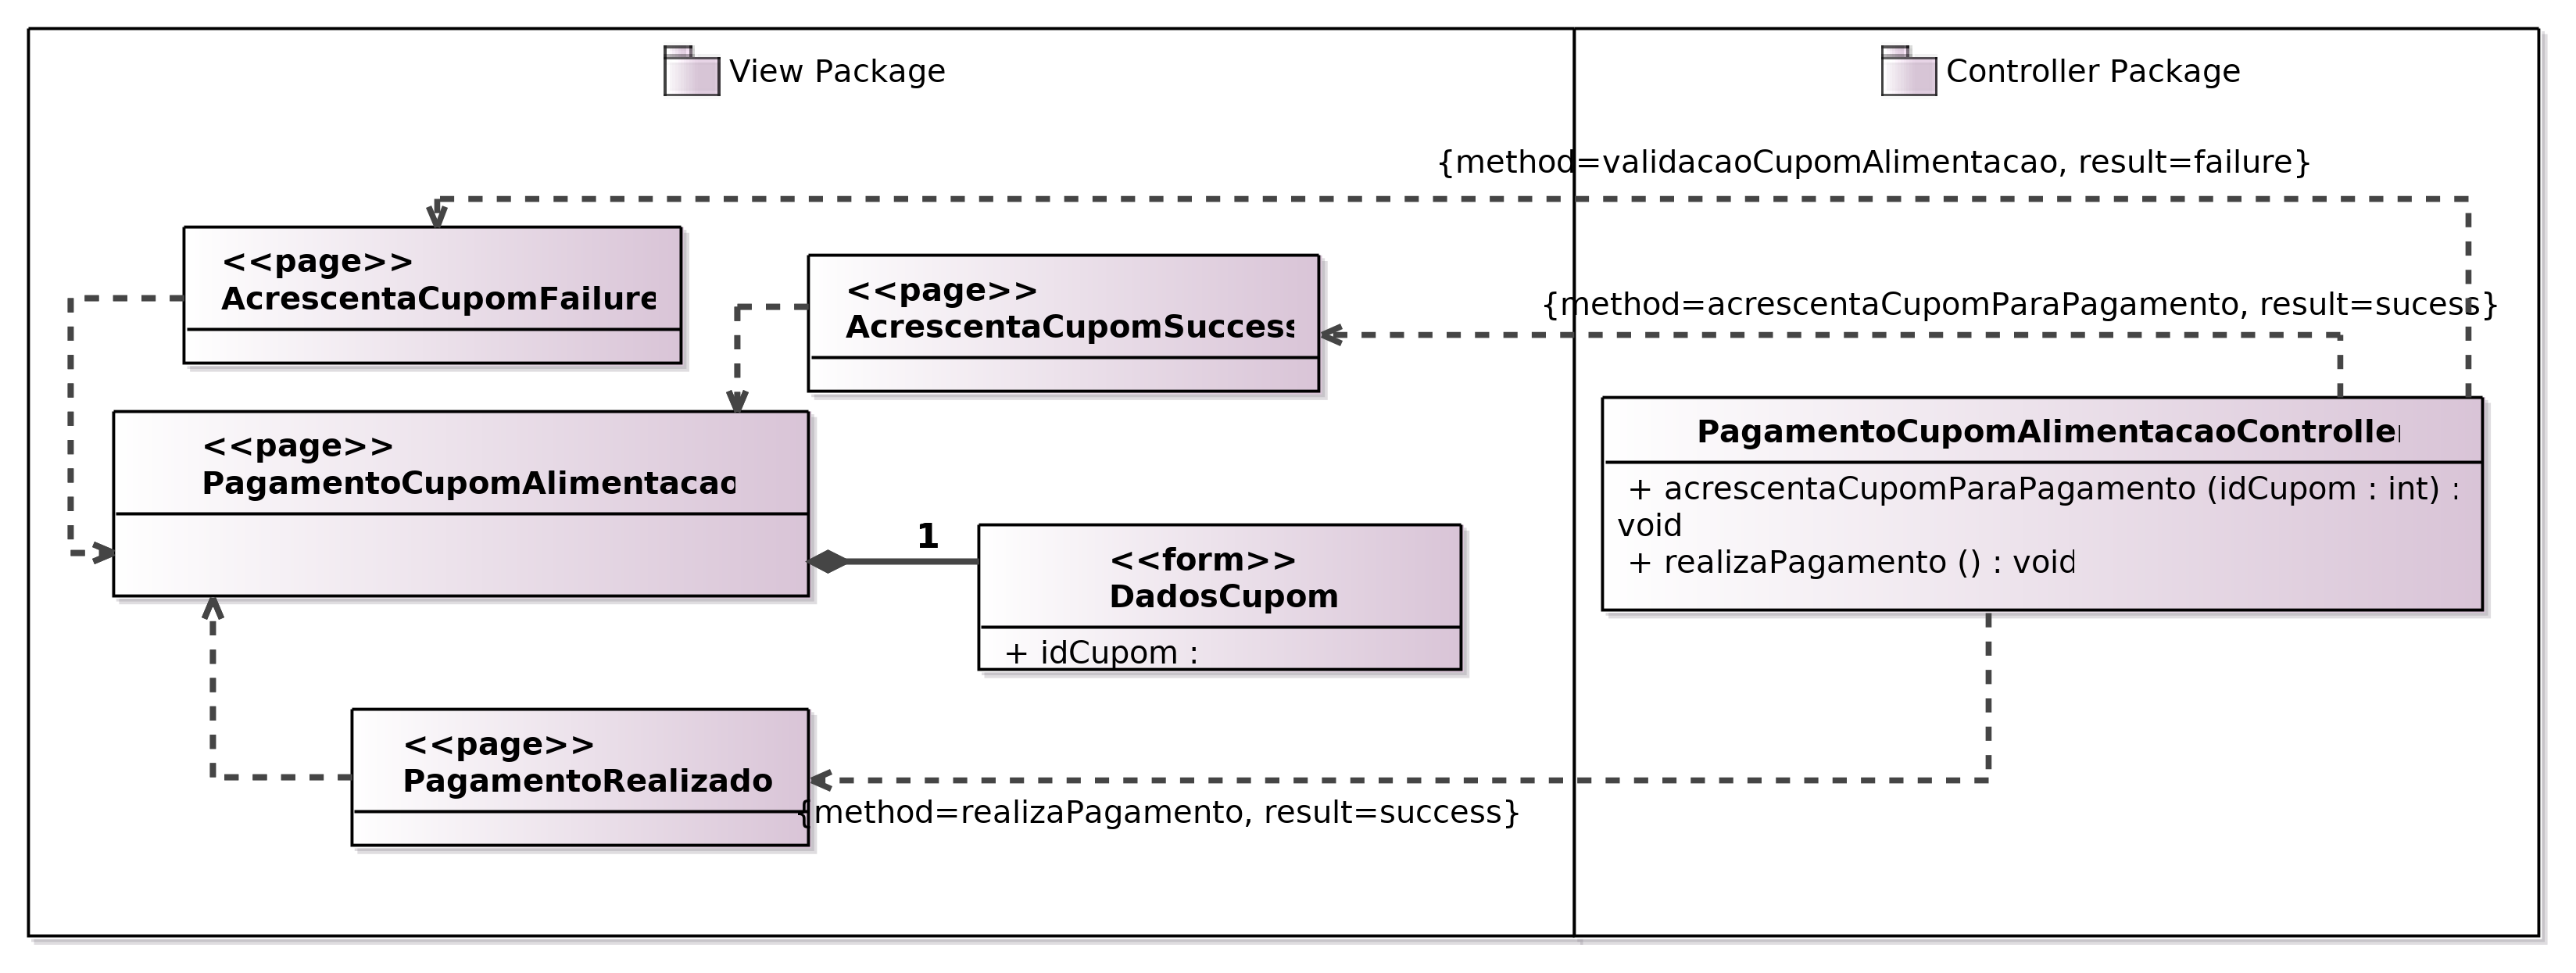 View Package
Controller Package
{method=validacaoCupomAlimentacao, result=failure}
<<page>>
AcrescentaCupomFailure
<<page>>
AcrescentaCupomSuccess
{method=acrescentaCupomParaPagamento, result=sucess}
<<page>>
PagamentoCupomAlimentacao
PagamentoCupomAlimentacaoController
+ acrescentaCupomParaPagamento (idCupom : int) :
void
+ realizaPagamento () : void
1
<<form>>
DadosCupom
+ idCupom :
<<page>>
PagamentoRealizado
{method=realizaPagamento, result=success}